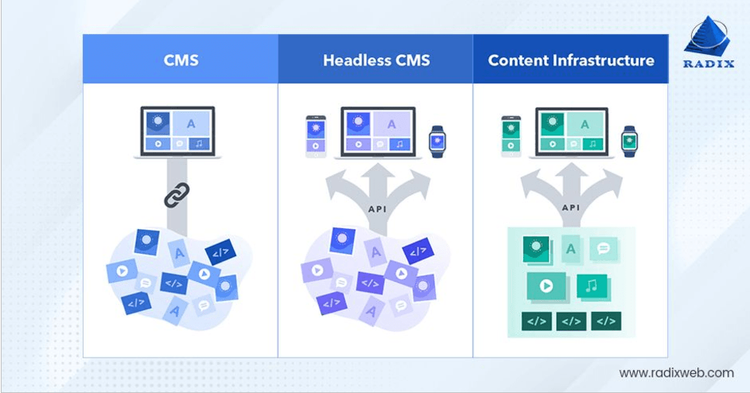 RADIX
CMS
Headless CMS
Content Infrastructure
A
A
A
API
API
</>
A
</>
</>
A
</>
A
</>
</>
A
</>
A
</>
</>
</>
www.radixweb.com